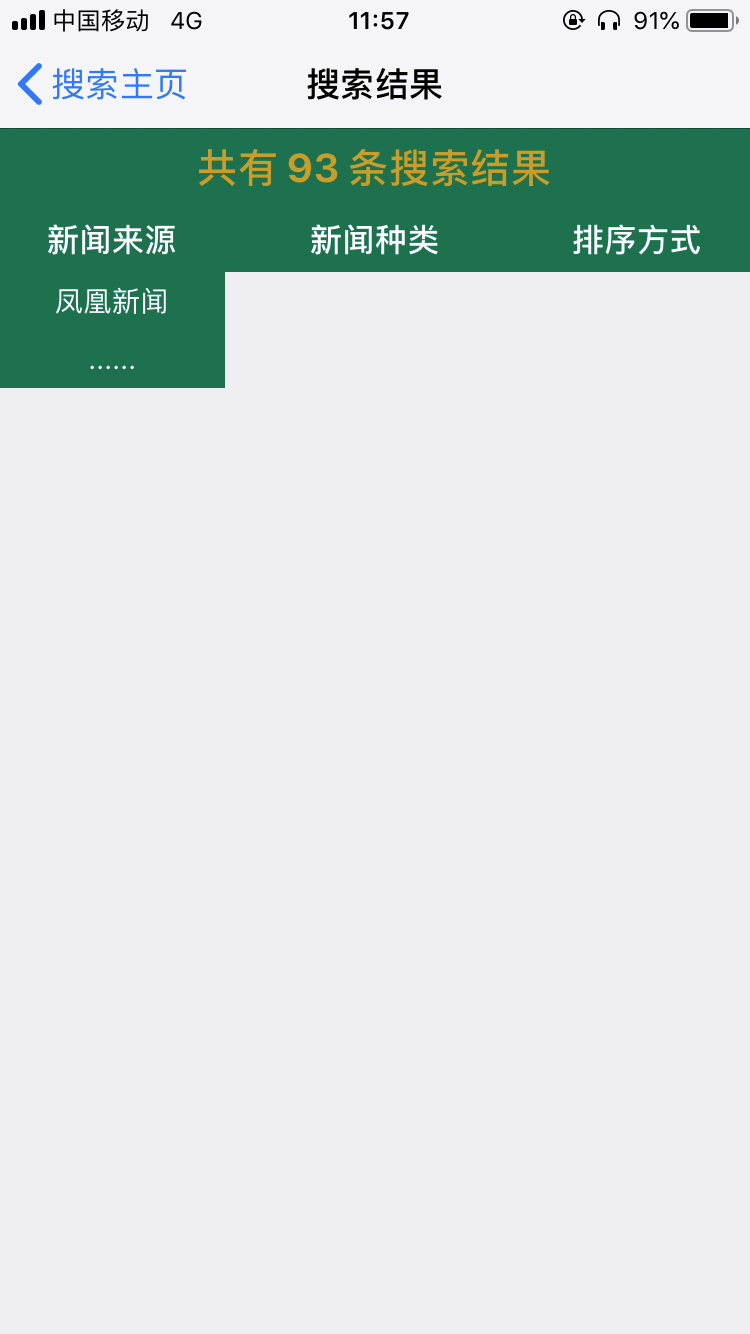 中国移动 4G 11:57 91%
搜索主页 搜索结果
共有 93 条搜索结果
新闻来源 新闻种类 排序方式
凤凰新闻
......